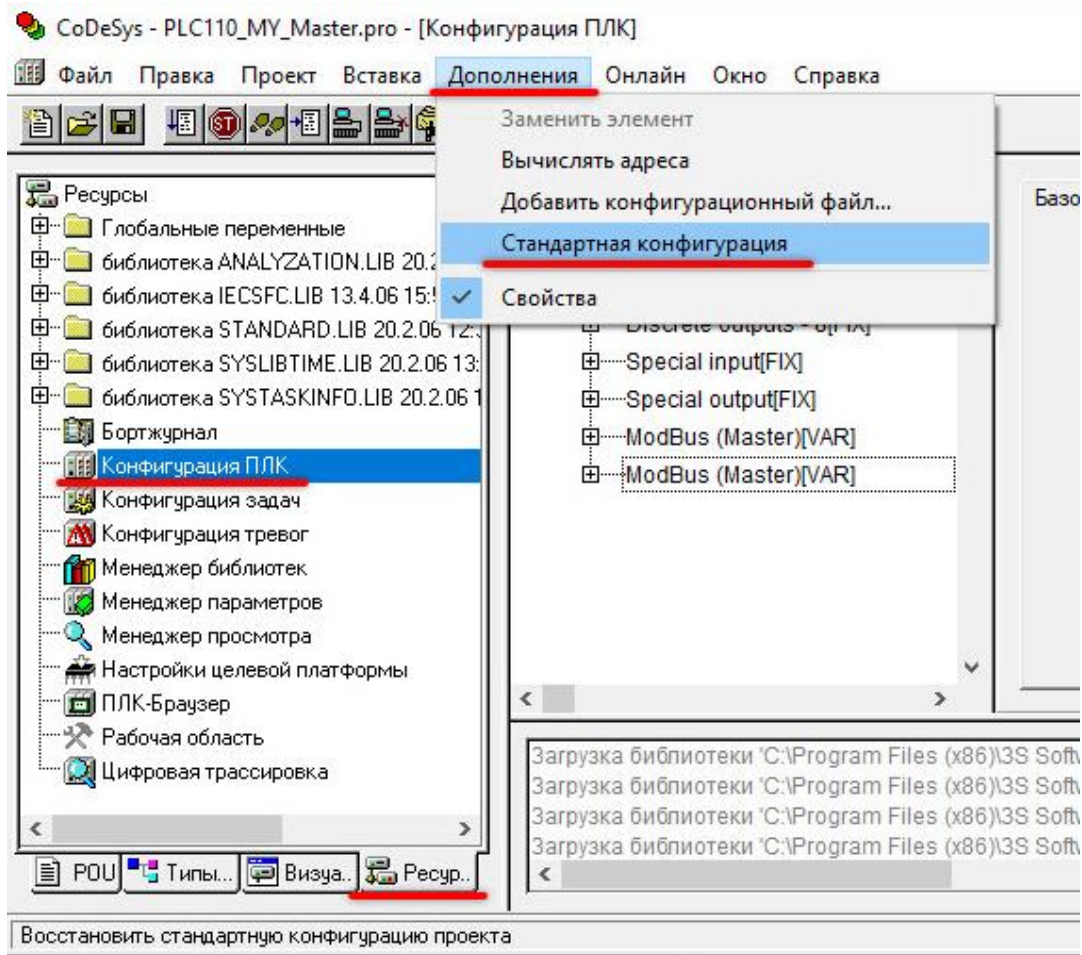 CoDeSys - PLC110_MY_Master.pro - [Конфигурация ПЛК]
Файл Правка Проект Вставка Дополнения Онлайн Окно Справка
Заменить элемент
Вычислять адреса
Добавить конфигурационный файл...
Стандартная конфигурация
Свойства
Ресурсы
Глобальные переменные
библиотека ANALYZATION.LIB 20.2
библиотека IECSFC.LIB 13.4.06 15:
библиотека STANDARD.LIB 20.2.06 12:
библиотека SYSLIBTIME.LIB 20.2.06 13:
библиотека SYSTASKINFO.LIB 20.2.06 1
Бортжурнал
Конфигурация ПЛК
Конфигурация задач
Конфигурация тревог
Менеджер библиотек
Менеджер параметров
Менеджер просмотра
Настройки целевой платформы
ПЛК-Браузер
Рабочая область
Цифровая трассировка
POU Типы... Визуа.. Ресур..
Discrete outputs - 8[FIX]
Special input[FIX]
Special output[FIX]
ModBus (Master)[VAR]
ModBus (Master)[VAR]
Базо
Загрузка библиотеки 'C:\Program Files (x86)\3S Softw
Загрузка библиотеки 'C:\Program Files (x86)\3S Softw
Загрузка библиотеки 'C:\Program Files (x86)\3S Softw
Загрузка библиотеки 'C:\Program Files (x86)\3S Softw
Восстановить стандартную конфигурацию проекта